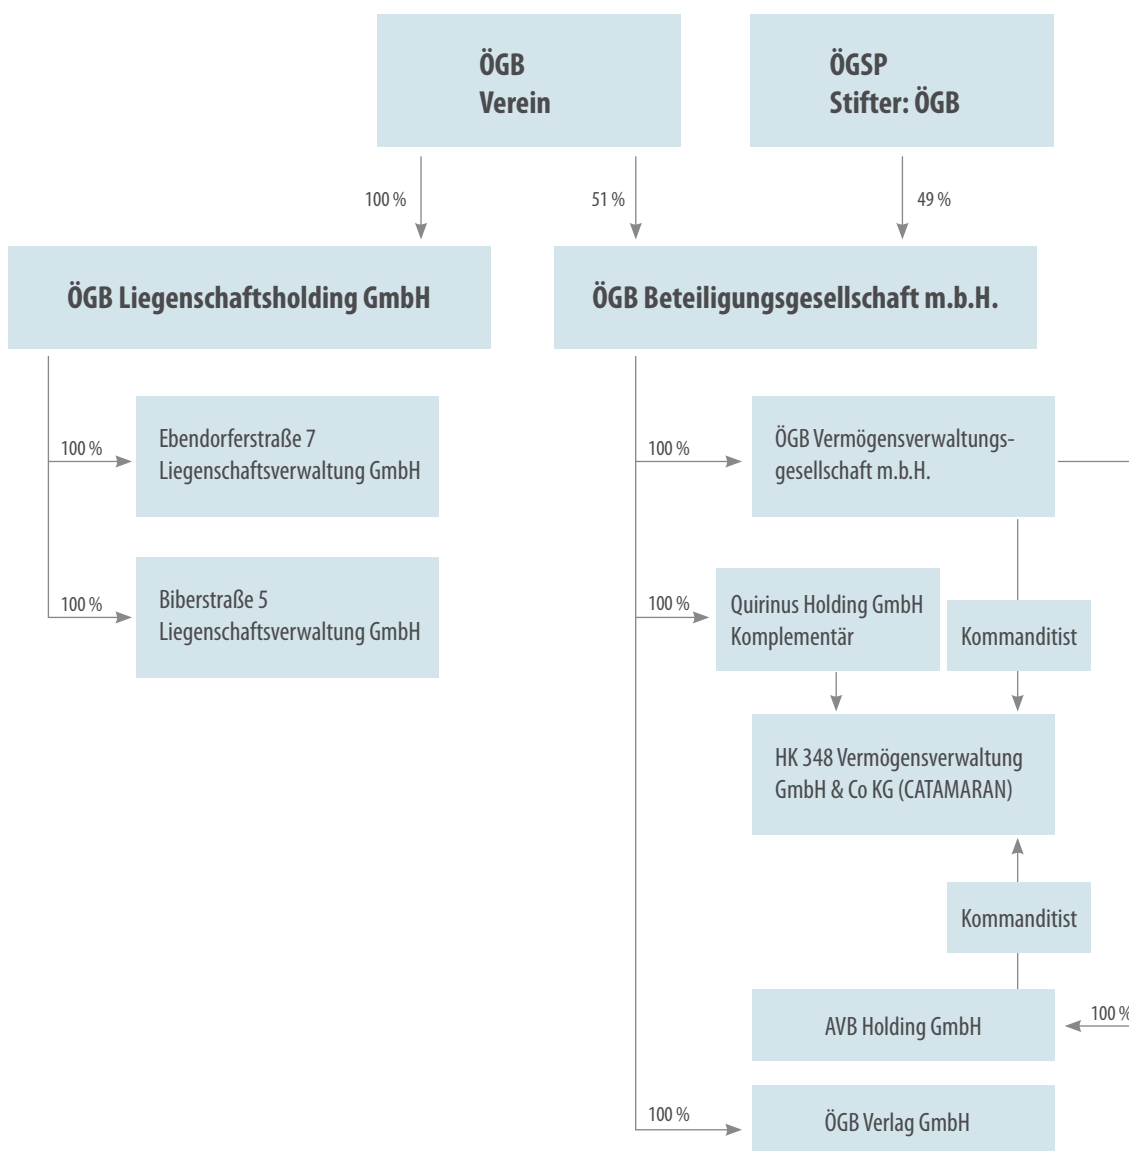 ÖGB
Verein
ÖGSP
Stifter: ÖGB
100 %
51 %
49 %
ÖGB Liegenschaftsholding GmbH
ÖGB Beteiligungsgesellschaft m.b.H.
100 %
Ebendorferstraße 7
Liegenschaftsverwaltung GmbH
100 %
ÖGB Vermögensverwaltungs-
gesellschaft m.b.H.
100 %
Biberstraße 5
Liegenschaftsverwaltung GmbH
100 %
Quirinus Holding GmbH
Komplementär
Kommanditist
HK 348 Vermögensverwaltung
GmbH & Co KG (CATAMARAN)
Kommanditist
AVB Holding GmbH
100 %
100 %
ÖGB Verlag GmbH